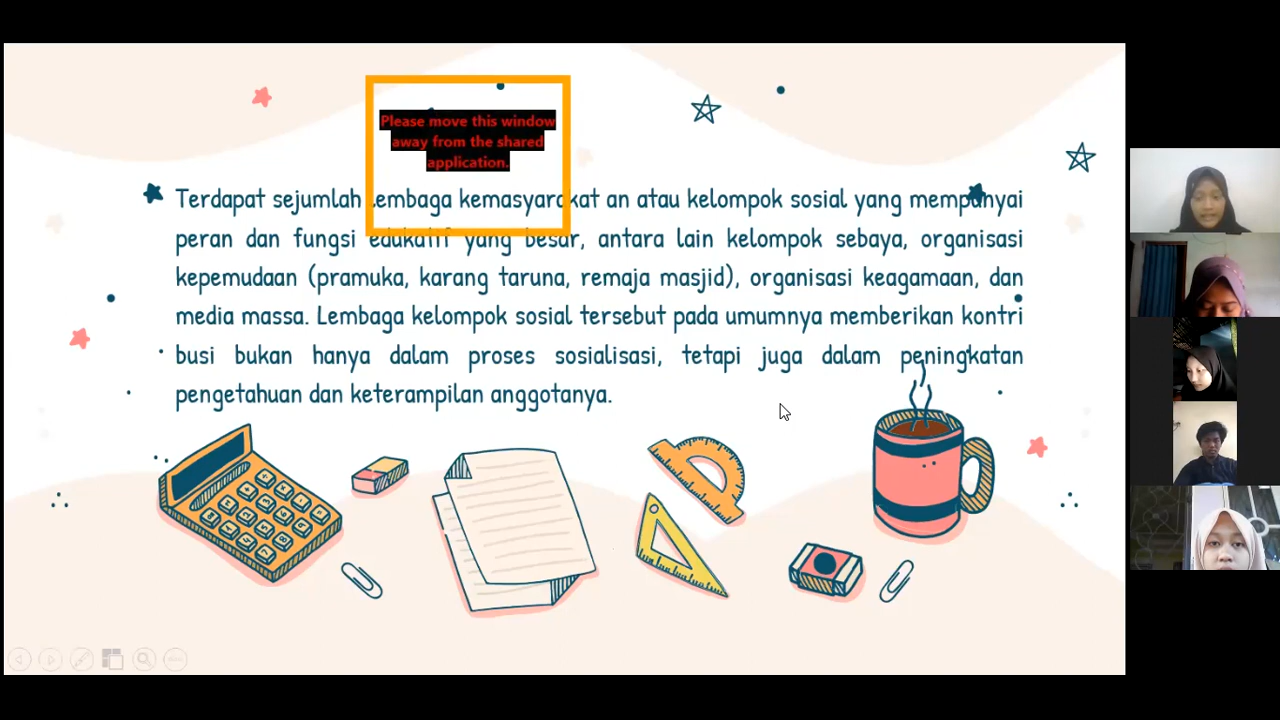 Please move this window
away from the shared
application.
Terdapat sejumlah lembaga kemasyarakat an atau kelompok sosial yang mempunyai
peran dan fungsi edukatif yang besar, antara lain kelompok sebaya, organisasi
kepemudaan (pramuka, karang taruna, remaja masjid), organisasi keagamaan, dan
media massa. Lembaga kelompok sosial tersebut pada umumnya memberikan kontri
busi bukan hanya dalam proses sosialisasi, tetapi juga dalam peningkatan
pengetahuan dan keterampilan anggotanya.